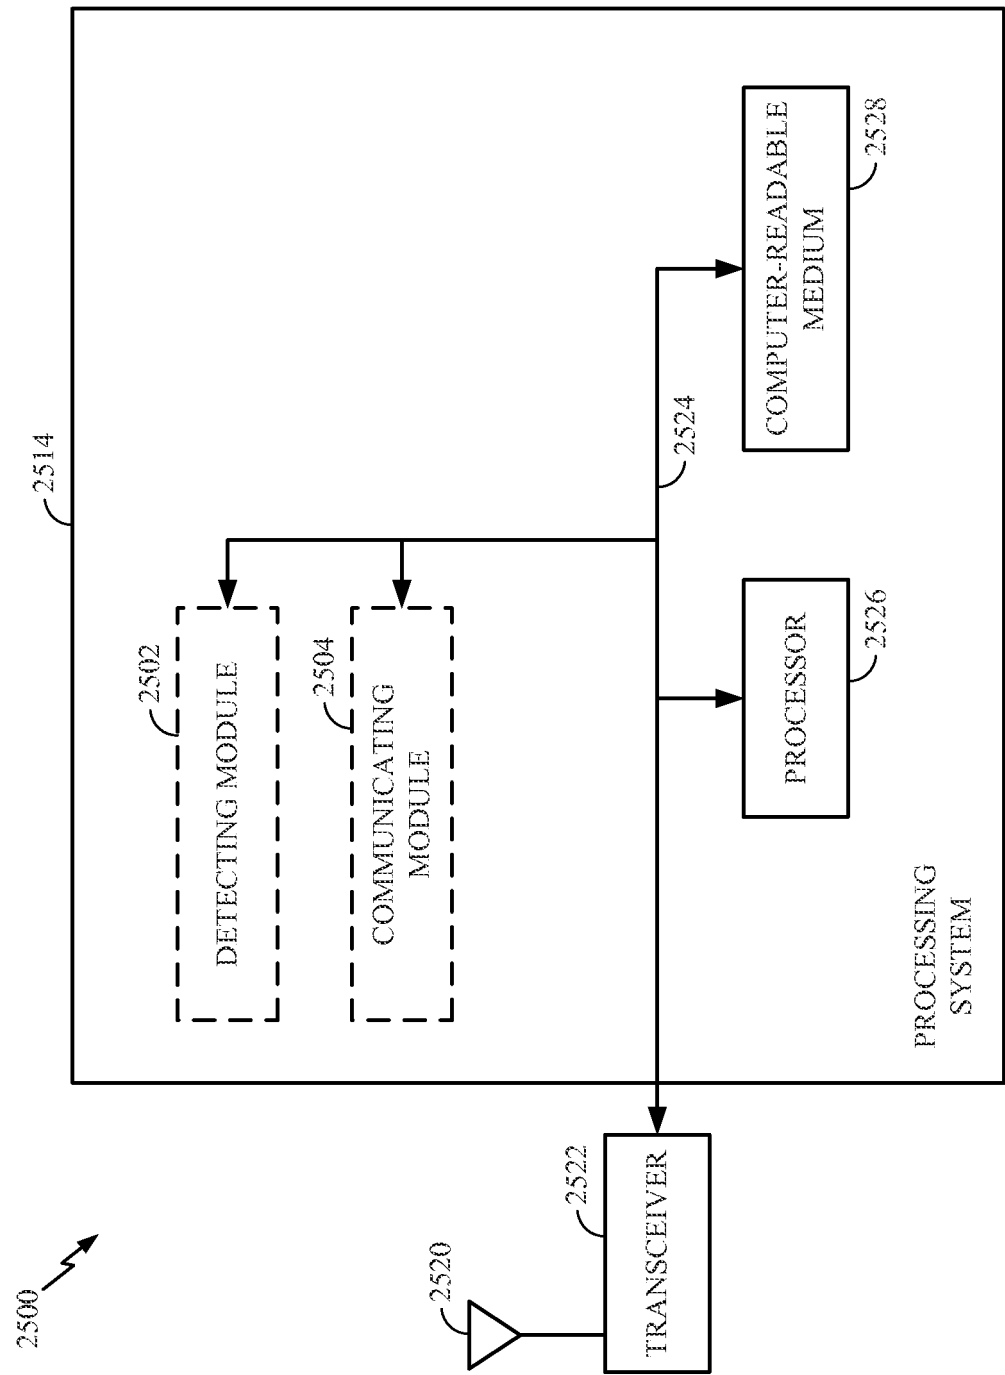 2500
2514
2502
DETECTING MODULE
2504
COMMUNICATING
MODULE
2520
2522
TRANSCEIVER
2524
PROCESSOR
2526
COMPUTER-READABLE
MEDIUM
2528
PROCESSING
SYSTEM